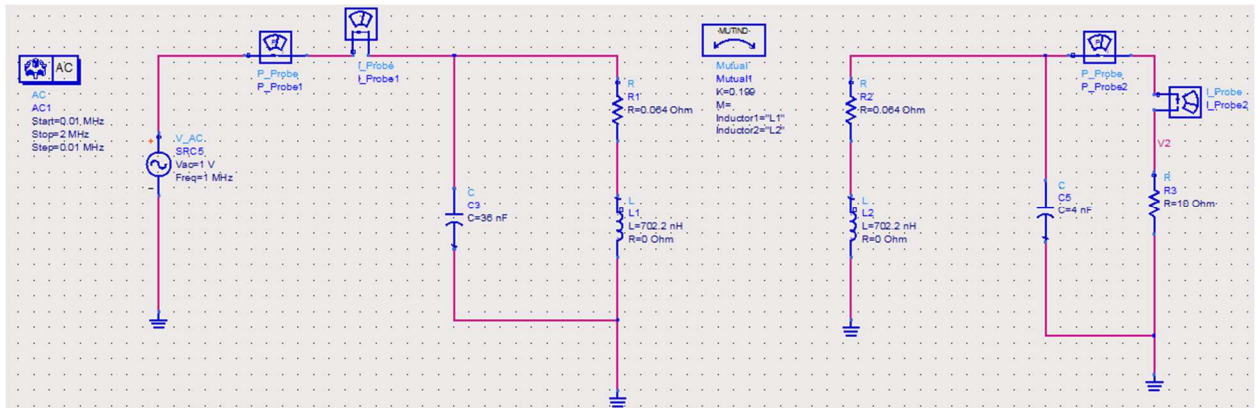 AC
AC
AC1
Start=0.01 MHz
Stop=2 MHz
Step=0.01 MHz
V_AC
SRC5
Vac=1 V
Freq=1 MHz
+
−
P_Probe
P_Probe1
I_Probe
I_Probe1
C
C3
C=36 nF
R
R1
R=0.064 Ohm
L
L1
L=702.2 nH
R=0 Ohm
MUTIND
Mutual
Mutual1
K=0.199
M=
Inductor1="L1"
Inductor2="L2"
R
R2
R=0.064 Ohm
L
L2
L=702.2 nH
R=0 Ohm
C
C5
C=4 nF
P_Probe
P_Probe2
I_Probe
I_Probe2
V2
R
R3
R=10 Ohm